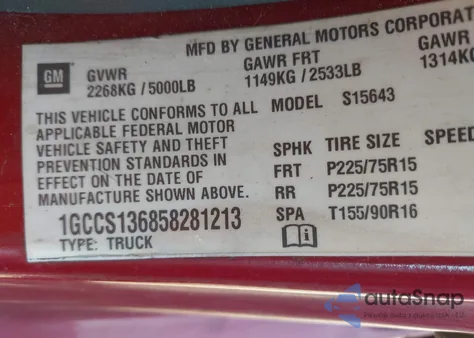 MFD BY GENERAL MOTORS CORPORAT
GM
GVWR GAWR FRT GAWR
2268KG / 5000LB 1149KG / 2533LB 1314K
THIS VEHICLE CONFORMS TO ALL MODEL S15643
APPLICABLE FEDERAL MOTOR
VEHICLE SAFETY AND THEFT SPHK TIRE SIZE SPEED
PREVENTION STANDARDS IN FRT P225/75R15
EFFECT ON THE DATE OF RR P225/75R15
MANUFACTURE SHOWN ABOVE. SPA T155/90R16
1GCCS136858281213
TYPE: TRUCK
autoSnap